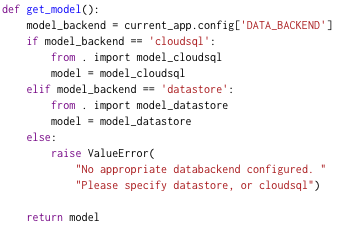 def get_model():
    model_backend = current_app.config['DATA_BACKEND']
    if model_backend == 'cloudsql':
        from . import model_cloudsql
        model = model_cloudsql
    elif model_backend == 'datastore':
        from . import model_datastore
        model = model_datastore
    else:
        raise ValueError(
            "No appropriate databackend configured. "
            "Please specify datastore, or cloudsql")

    return model